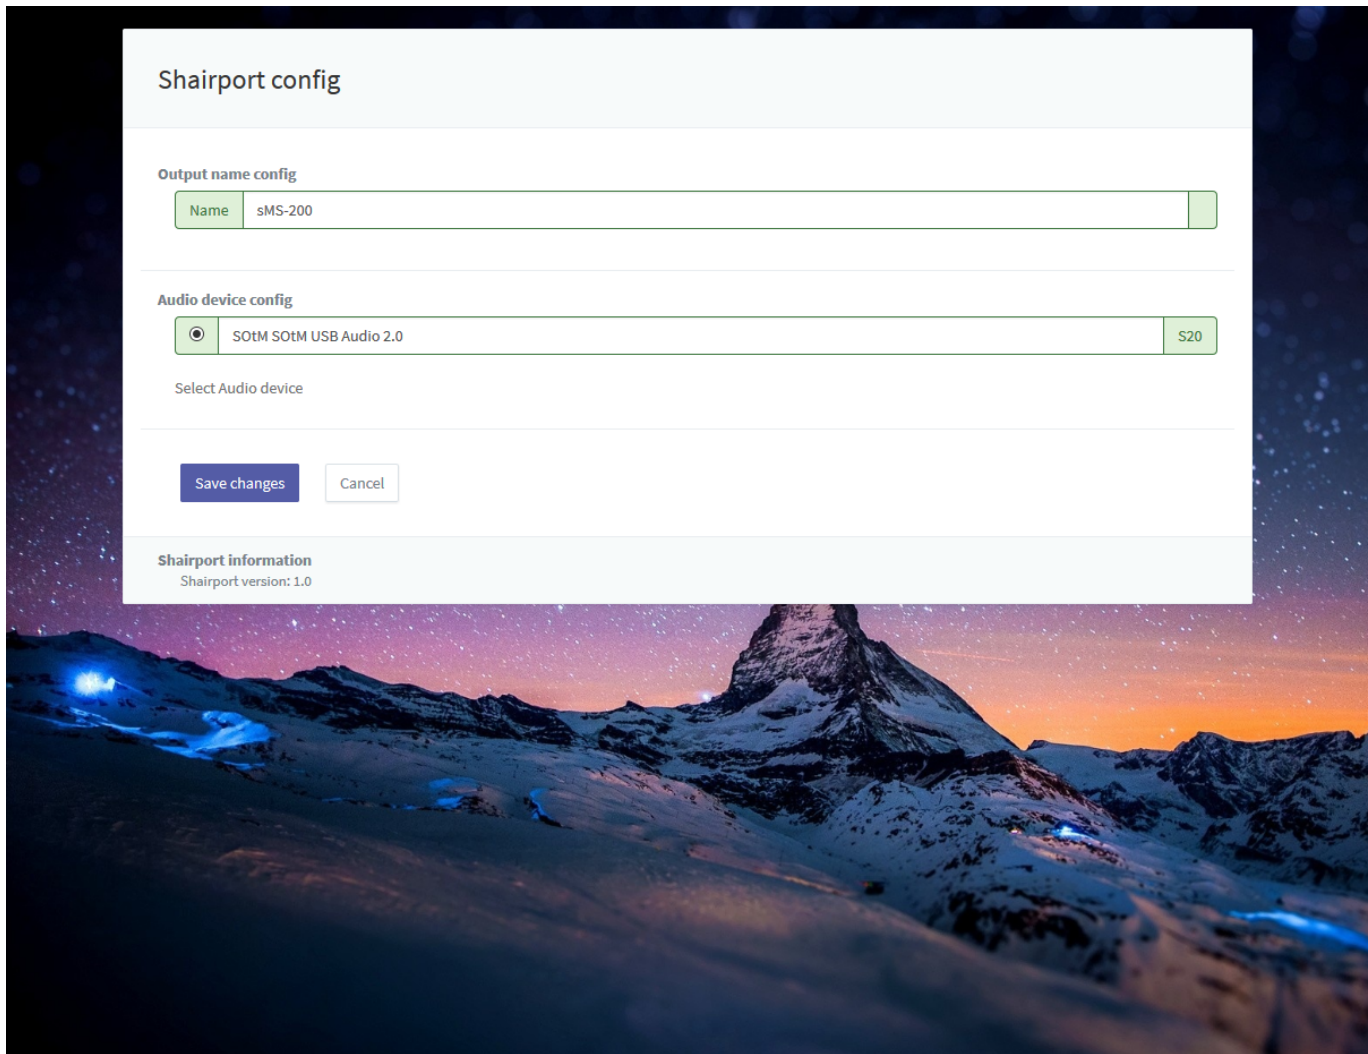 Shairport config
Output name config
Name sMS-200
Audio device config
SOtM SOtM USB Audio 2.0 S20
Select Audio device
Save changes Cancel
Shairport information
Shairport version: 1.0